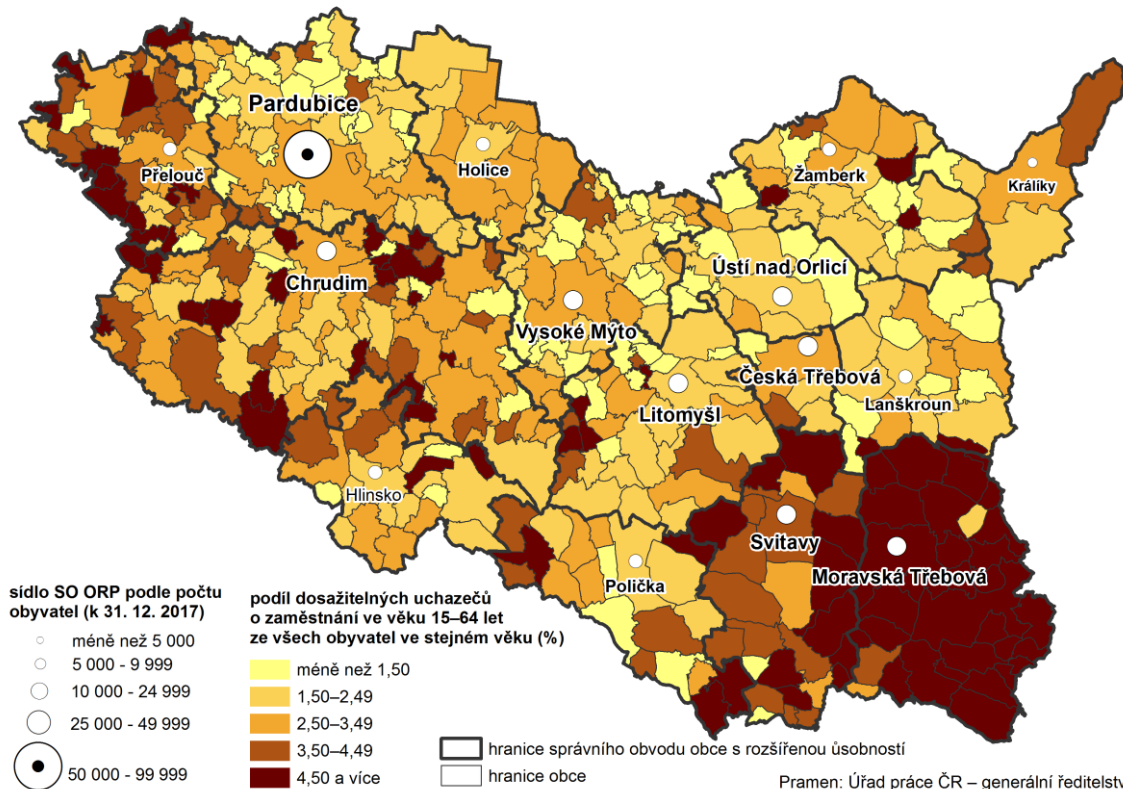 Pardubice
Přelouč
Holice
Žamberk
Králíky
Chrudim
Ústí nad Orlicí
Vysoké Mýto
Česká Třebová
Litomyšl
Lanškroun
Hlinsko
Svitavy
Polička
Moravská Třebová
sídlo SO ORP podle počtu
obyvatel (k 31. 12. 2017)
méně než 5 000
5 000 - 9 999
10 000 - 24 999
25 000 - 49 999
50 000 - 99 999
podíl dosažitelných uchazečů
o zaměstnání ve věku 15–64 let
ze všech obyvatel ve stejném věku (%)
méně než 1,50
1,50–2,49
2,50–3,49
3,50–4,49
4,50 a více
hranice správního obvodu obce s rozšířenou ůsobností
hranice obce
Pramen: Úřad práce ČR – generální ředitelstv